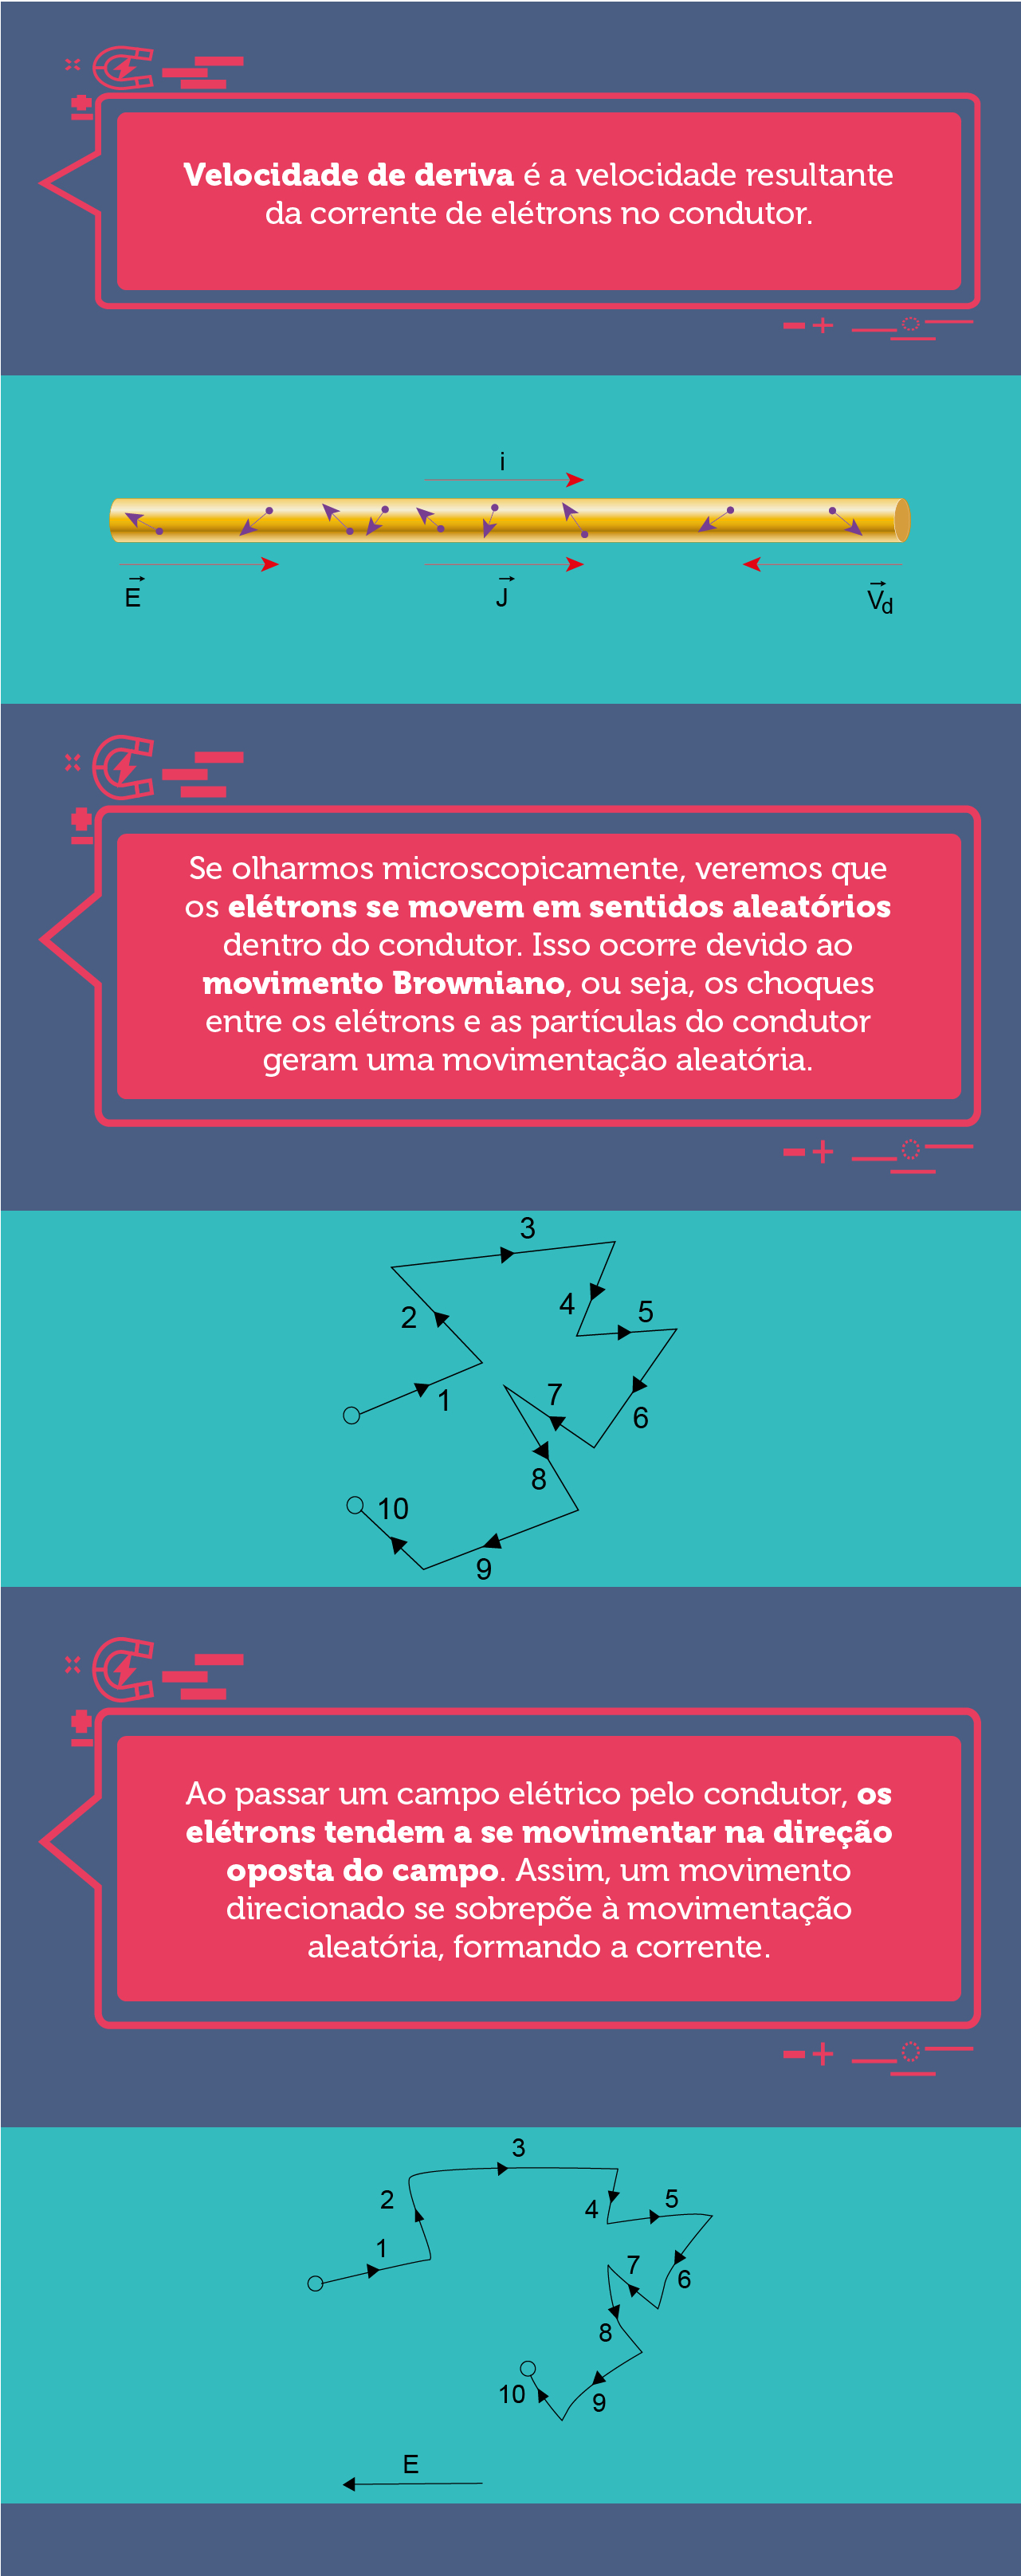 Velocidade de deriva é a velocidade resultante
da corrente de elétrons no condutor.
i
E
J
Vd
Se olharmos microscopicamente, veremos que
os elétrons se movem em sentidos aleatórios
dentro do condutor. Isso ocorre devido ao
movimento Browniano, ou seja, os choques
entre os elétrons e as partículas do condutor
geram uma movimentação aleatória.
3
4
5
2
7
1
6
8
10
9
Ao passar um campo elétrico pelo condutor, os
elétrons tendem a se movimentar na direção
oposta do campo. Assim, um movimento
direcionado se sobrepõe à movimentação
aleatória, formando a corrente.
3
2
4
5
1
7
6
8
10
9
E